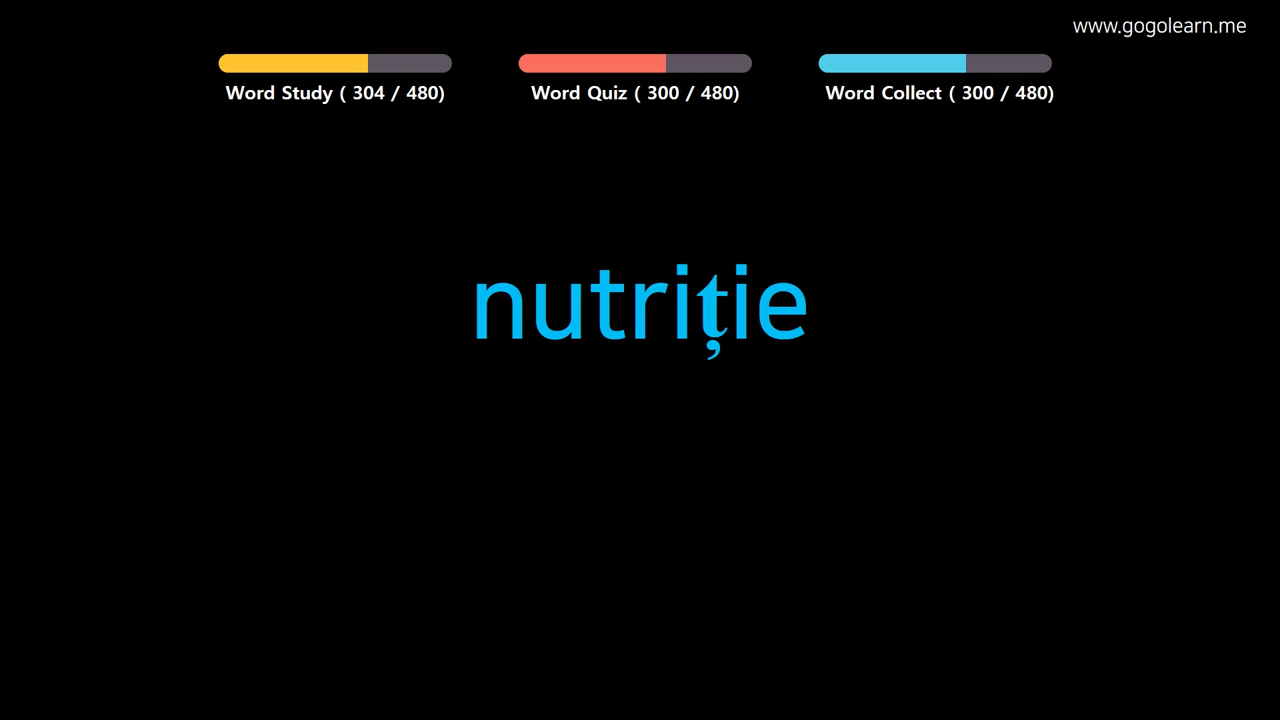 www.gogolearn.me
Word Study ( 304 / 480)
Word Quiz ( 300 / 480)
Word Collect ( 300 / 480)
nutriție